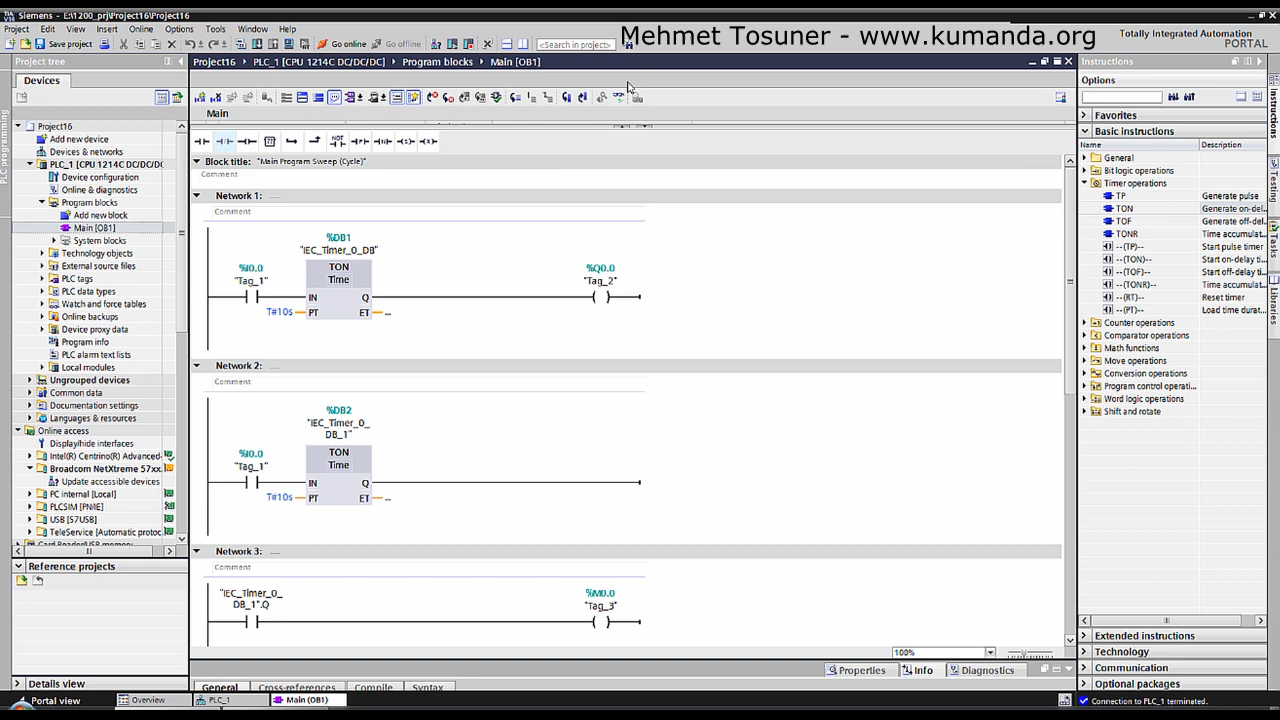 Siemens - E:\1200_prj\Project16\Project16
Project Edit View Insert Online Options Tools Window Help
Mehmet Tosuner - www.kumanda.org
Totally Integrated Automation
PORTAL
Save project
Go online
Go offline
<Search in project>
Project tree
Project16 PLC_1 [CPU 1214C DC/DC/DC] Program blocks Main [OB1]
Instructions
Devices
Options
Main
Project16
Add new device
Devices & networks
PLC_1 [CPU 1214C DC/DC/DC
Device configuration
Online & diagnostics
Program blocks
Add new block
Main [OB1]
System blocks
Technology objects
External source files
PLC tags
PLC data types
Watch and force tables
Online backups
Device proxy data
Program info
PLC alarm text lists
Local modules
Ungrouped devices
Common data
Documentation settings
Languages & resources
Online access
Display/hide interfaces
Intel(R) Centrino(R) Advanced
Broadcom NetXtreme 57xx
Update accessible devices
PC internal [Local]
PLCSIM [PN/IE]
USB [S7USB]
TeleService [Automatic protoc
Card Reader/USB memory
Reference projects
Details view
PLC programming
Block title: "Main Program Sweep (Cycle)"
Comment
Network 1: .....
Comment
%DB1
"IEC_Timer_0_DB"
%I0.0
"Tag_1"
TON
Time
IN Q
T#10s PT ET ...
%Q0.0
"Tag_2"
Network 2: .....
Comment
%DB2
"IEC_Timer_0_
DB_1"
%I0.0
"Tag_1"
TON
Time
IN Q
T#10s PT ET ...
Network 3: .....
Comment
"IEC_Timer_0_
DB_1".Q
%M0.0
"Tag_3"
100%
Properties Info Diagnostics
General Cross-references Compile Syntax
Favorites
Basic instructions
Name Description
General
Bit logic operations
Timer operations
TP Generate pulse
TON Generate on-del..
TOF Generate off-del..
TONR Time accumulat..
--(TP)-- Start pulse timer
--(TON)-- Start on-delay ti
--(TOF)-- Start off-delay ti
--(TONR)-- Time accumulat..
--(RT)-- Reset timer
--(PT)-- Load time durat..
Counter operations
Comparator operations
Math functions
Move operations
Conversion operations
Program control operati...
Word logic operations
Shift and rotate
Extended instructions
Technology
Communication
Optional packages
Instructions
Testing
Tasks
Libraries
Portal view
Overview
PLC_1
Main (OB1)
Connection to PLC_1 terminated.